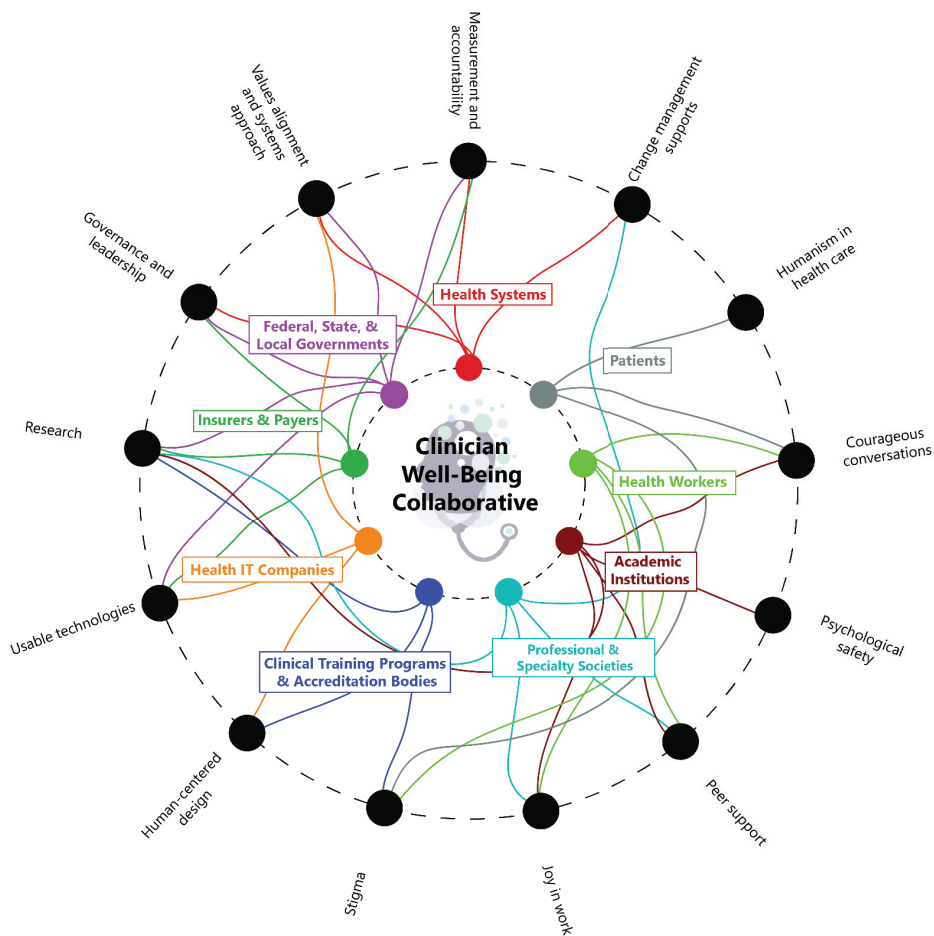 Measurement and
accountability
Values alignment
and systems
approach
Change management
supports
Governance and
leadership
Humanism in
health care
Health Systems
Federal, State, &
Local Governments
Patients
Insurers & Payers
Research
Clinician
Well-Being
Collaborative
Courageous
conversations
Health Workers
Health IT Companies
Academic
Institutions
Usable technologies
Psychological
safety
Clinical Training Programs
& Accreditation Bodies
Professional &
Specialty Societies
Human-centered
design
Peer support
Stigma
Joy in work